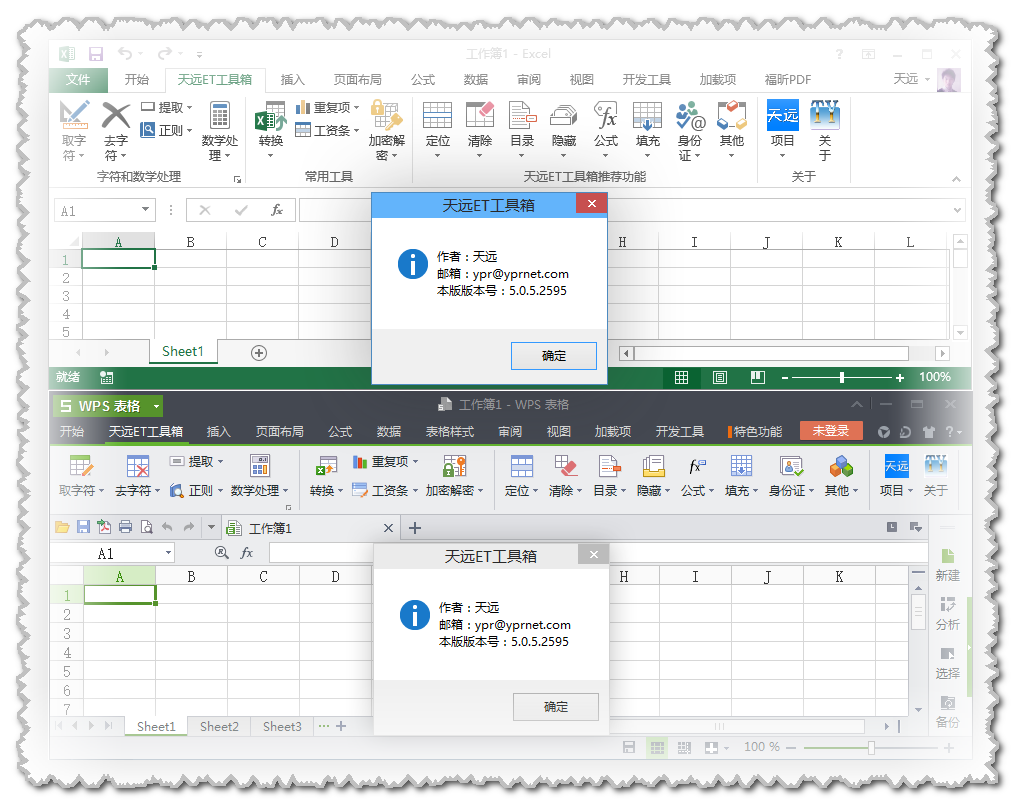 工作簿1 - Excel
?
文件 开始 天远ET工具箱 插入 页面布局 公式 数据 审阅 视图 开发工具 加载项 福昕PDF 天远
取字符 去字符 提取 正则 数学处理 转换 重复项 工资条 加密解密 定位 清除 目录 隐藏 公式 填充 身份证 其他 天远 项目 关于
字符和数学处理 常用工具 天远ET工具箱推荐功能 关于
A1 fx
天远ET工具箱
A B C D H I J K L
1
2
3
4
5
作者：天远
邮箱：ypr@yprnet.com
本版版本号：5.0.5.2595
确定
Sheet1
就绪 100%
WPS 表格 工作簿1 - WPS 表格
开始 天远ET工具箱 插入 页面布局 公式 数据 表格样式 审阅 视图 加载项 开发工具 特色功能 未登录 ?
提取 重复项 天远
取字符 去字符 正则 数学处理 转换 工资条 加密解密 定位 清除 目录 隐藏 公式 填充 身份证 其他 项目 关于
工作簿1
A1 fx
天远ET工具箱
A B C D H I J K
1
2
3
4
5
6
7
作者：天远
邮箱：ypr@yprnet.com
本版版本号：5.0.5.2595
确定
新建
分析
选择
备份
Sheet1 Sheet2 Sheet3 ···
100 %